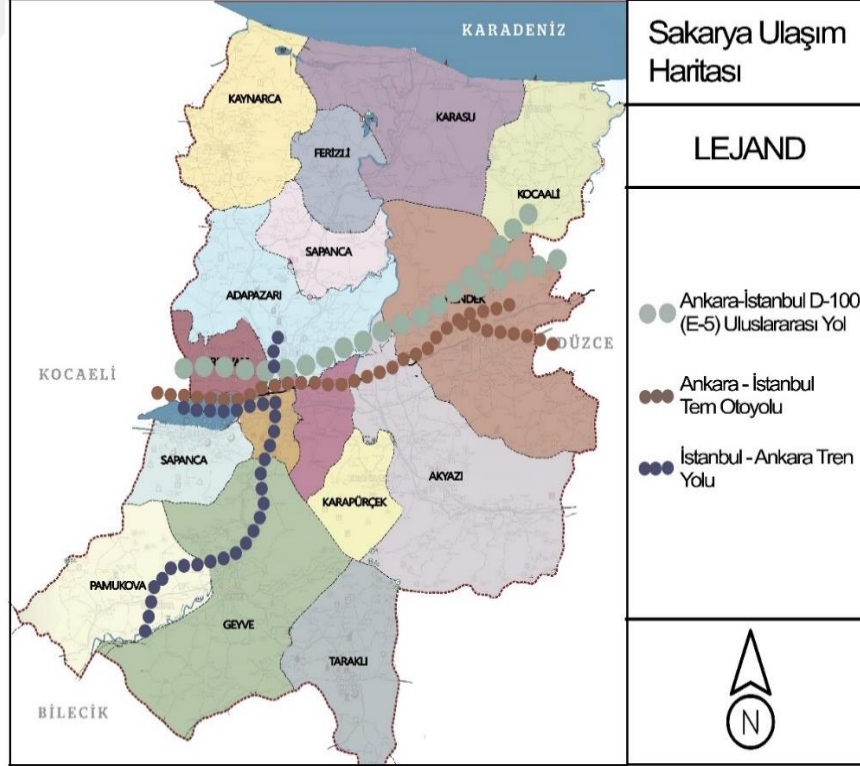 KARADENİZ
KAYNARCA
KARASU
FERİZLİ
KOCAALİ
SAPANCA
ADAPAZARI
KOCAELİ
DÜZCE
SAPANCA
AKYAZI
KARAPÜRÇEK
PAMUKOVA
GEYVE
TARAKLI
BİLECİK
Sakarya Ulaşım
Haritası
LEJAND
Ankara-İstanbul D-100
(E-5) Uluslararası Yol
Ankara - İstanbul
Tem Otoyolu
İstanbul - Ankara Tren
Yolu
N